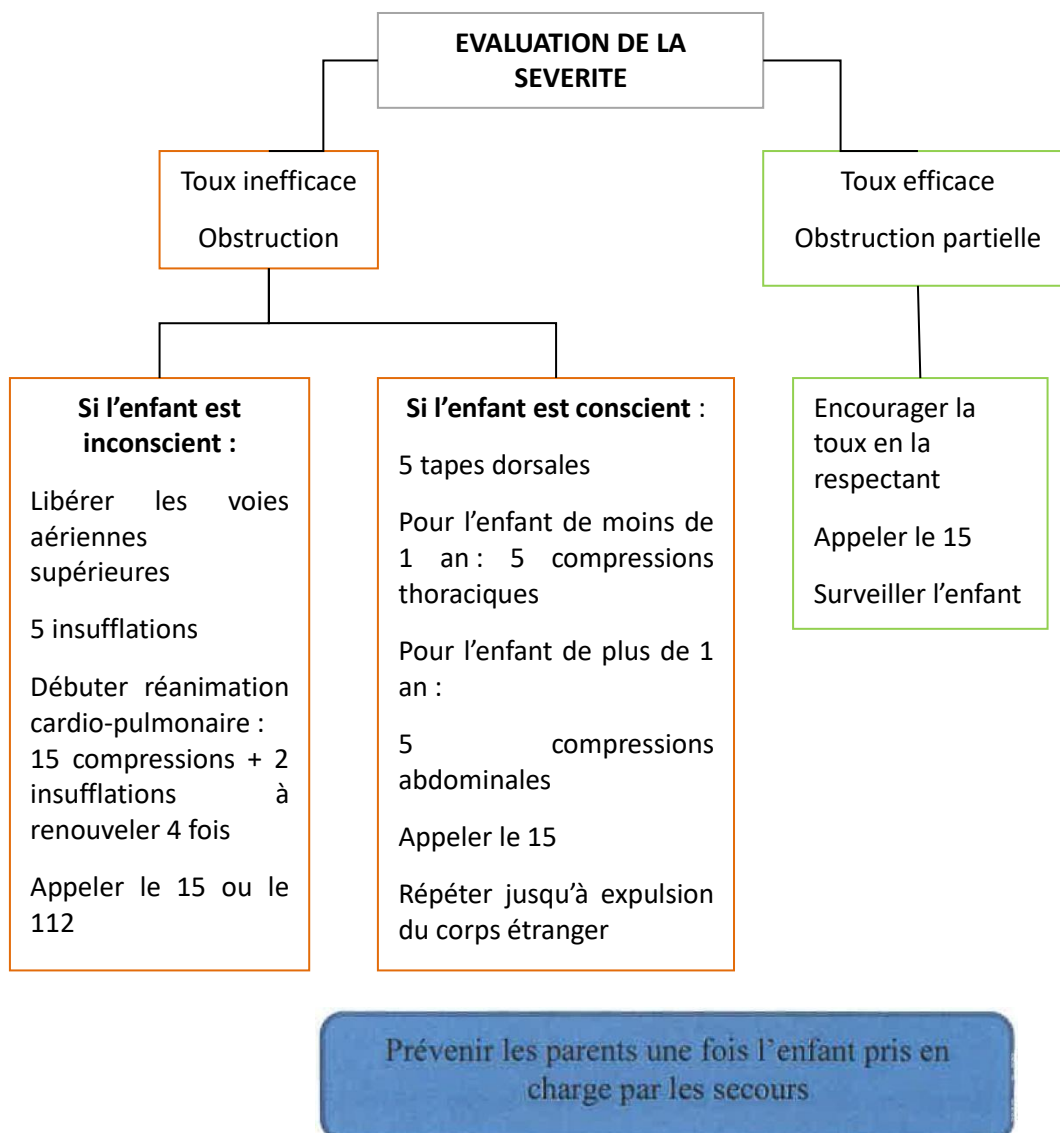 EVALUATION DE LA
SEVERITE
Toux inefficace
Obstruction
Toux efficace
Obstruction partielle
Si l’enfant est
inconscient :
Libérer les voies
aériennes
supérieures
5 insufflations
Débuter réanimation
cardio-pulmonaire :
15 compressions + 2
insufflations à
renouveler 4 fois
Appeler le 15 ou le
112
Si l’enfant est conscient :
5 tapes dorsales
Pour l’enfant de moins de
1 an : 5 compressions
thoraciques
Pour l’enfant de plus de 1
an :
5 compressions
abdominales
Appeler le 15
Répéter jusqu’à expulsion
du corps étranger
Encourager la
toux en la
respectant
Appeler le 15
Surveiller l’enfant
Prévenir les parents une fois l’enfant pris en
charge par les secours